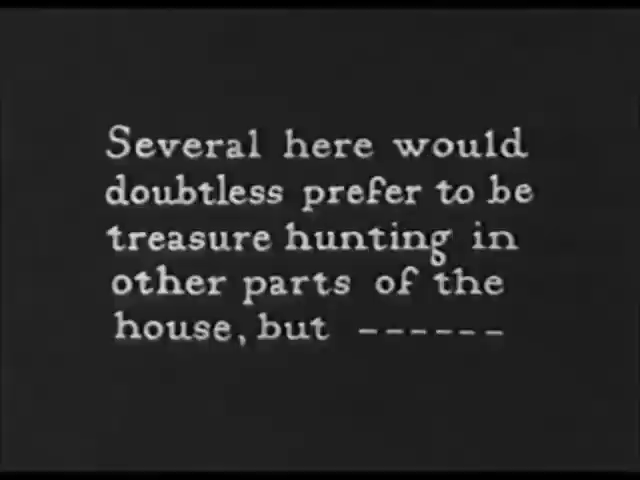 Several here would
doubtless prefer to be
treasure hunting in
other parts of the
house, but ------